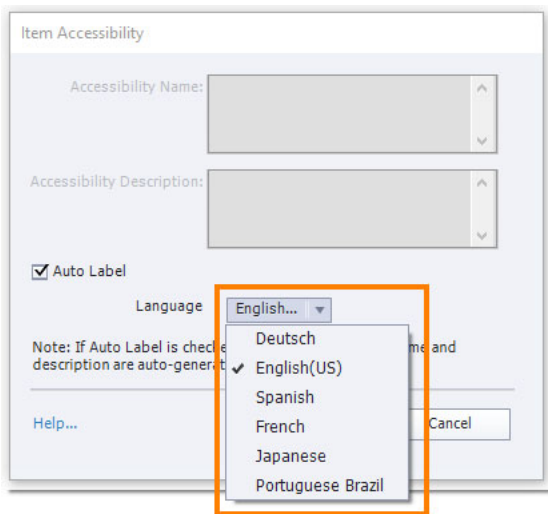 Item Accessibility
Accessibility Name:
Accessibility Description:
Auto Label
Language English...
Deutsch
English(US)
Spanish
French
Japanese
Portuguese Brazil
Note: If Auto Label is me and
description are auto-generat
Help... Cancel